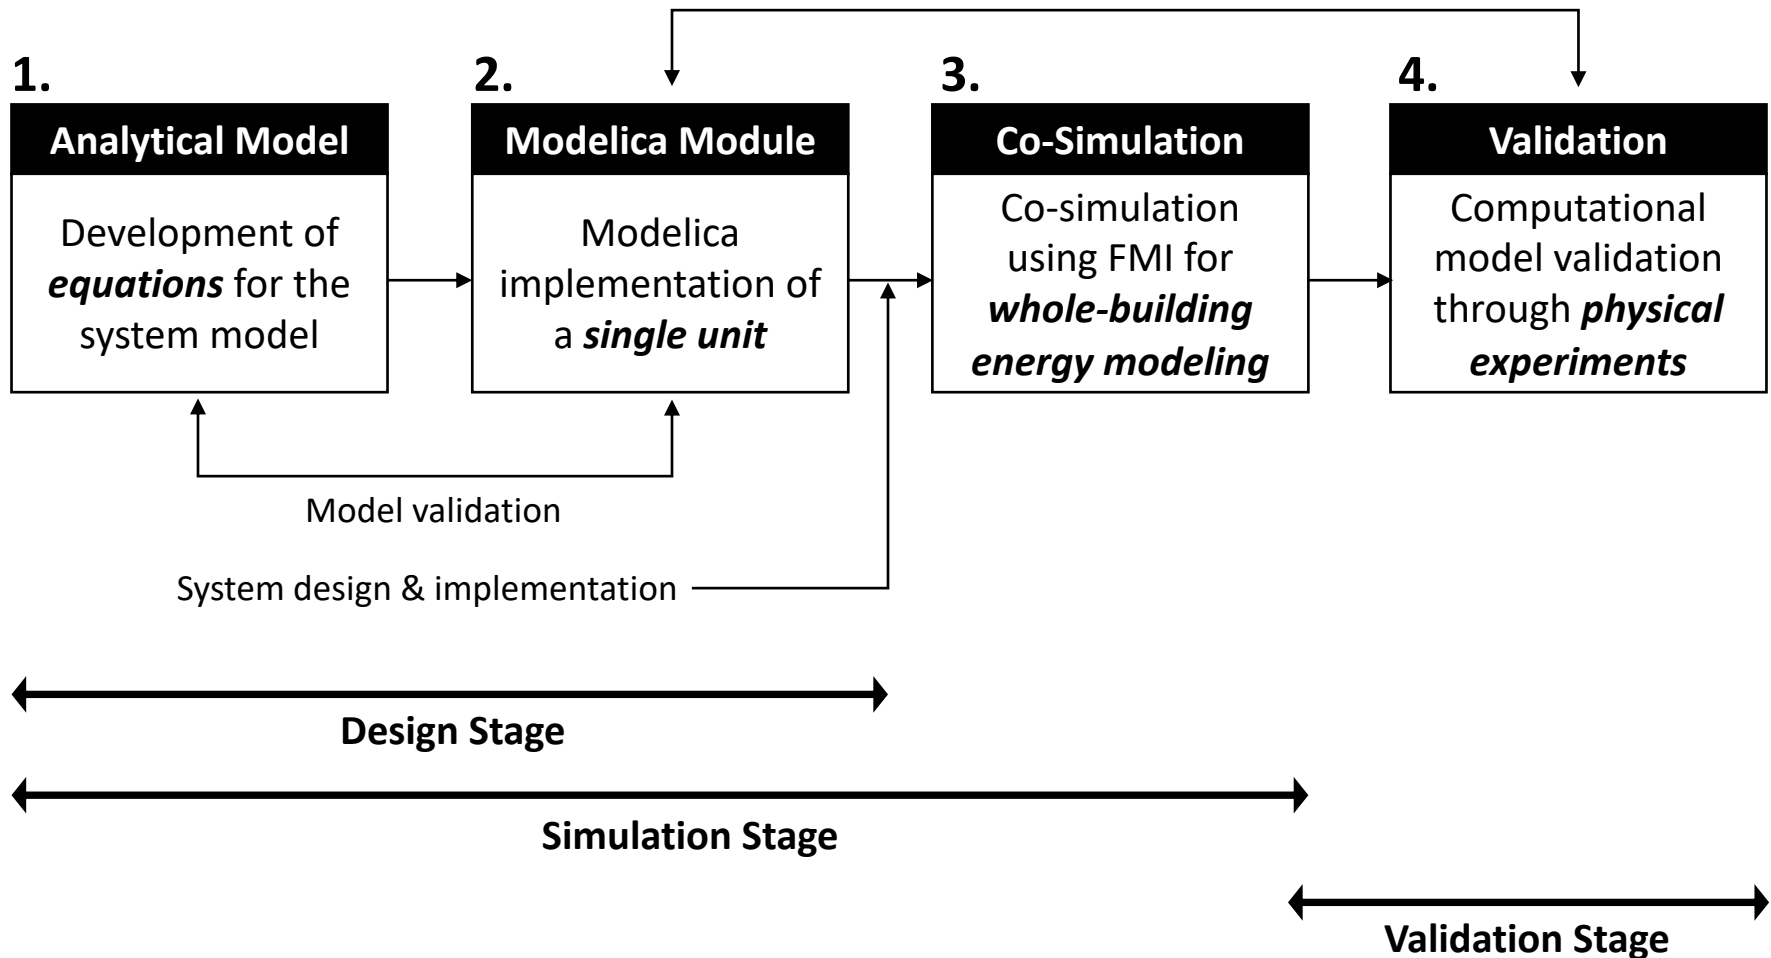 1.
Analytical Model
Development of
equations for the
system model
2.
Modelica Module
Modelica
implementation of
a single unit
3.
Co-Simulation
Co-simulation
using FMI for
whole-building
energy modeling
4.
Validation
Computational
model validation
through physical
experiments
Model validation
System design & implementation
Design Stage
Simulation Stage
Validation Stage